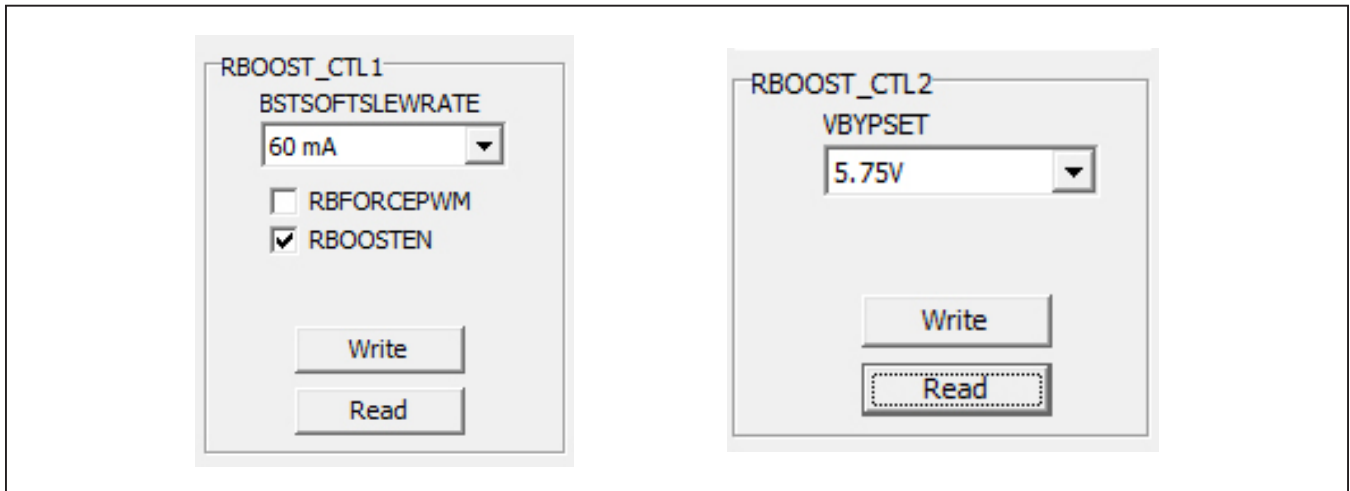 RBOOST_CTL1
BSTSOFTSLEWRATE
60 mA
RBFORCEPWM
RBOOSTEN
Write
Read
RBOOST_CTL2
VBYPSET
5.75V
Write
Read